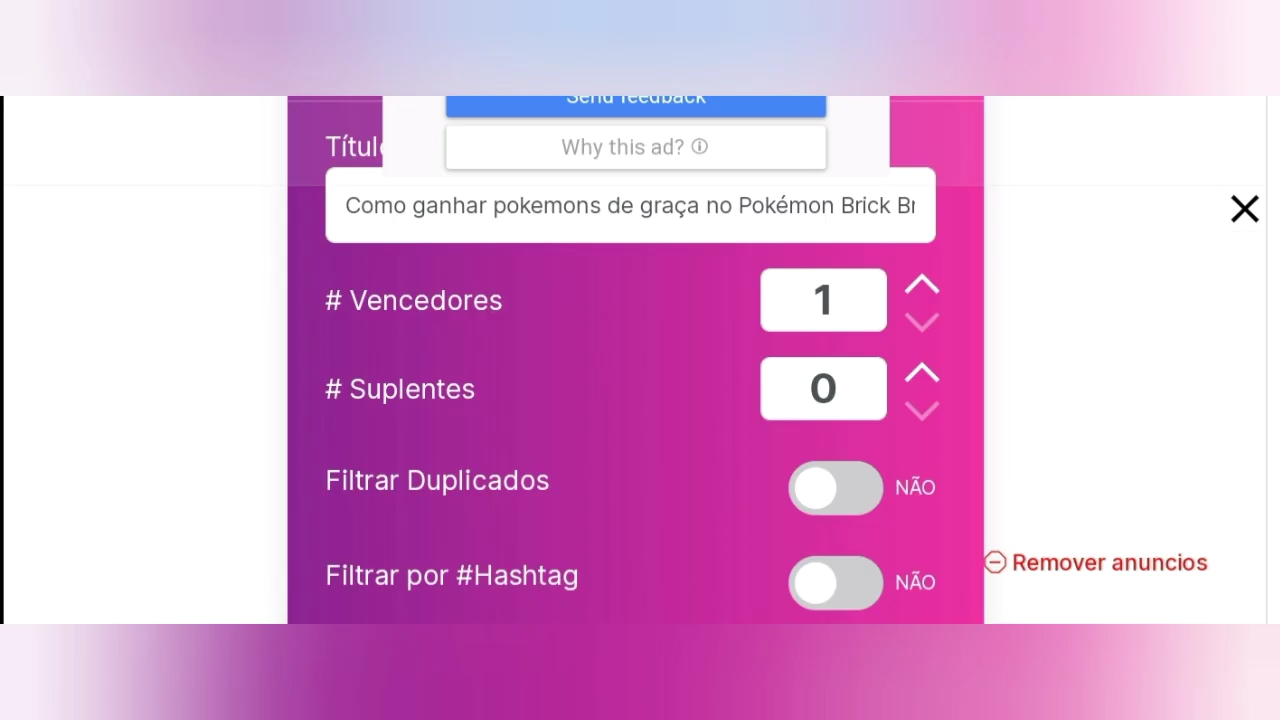 Send feedback
Why this ad?
Títul
Como ganhar pokemons de graça no Pokémon Brick Br
# Vencedores
1
# Suplentes
0
Filtrar Duplicados
NÃO
Filtrar por #Hashtag
NÃO
Remover anuncios